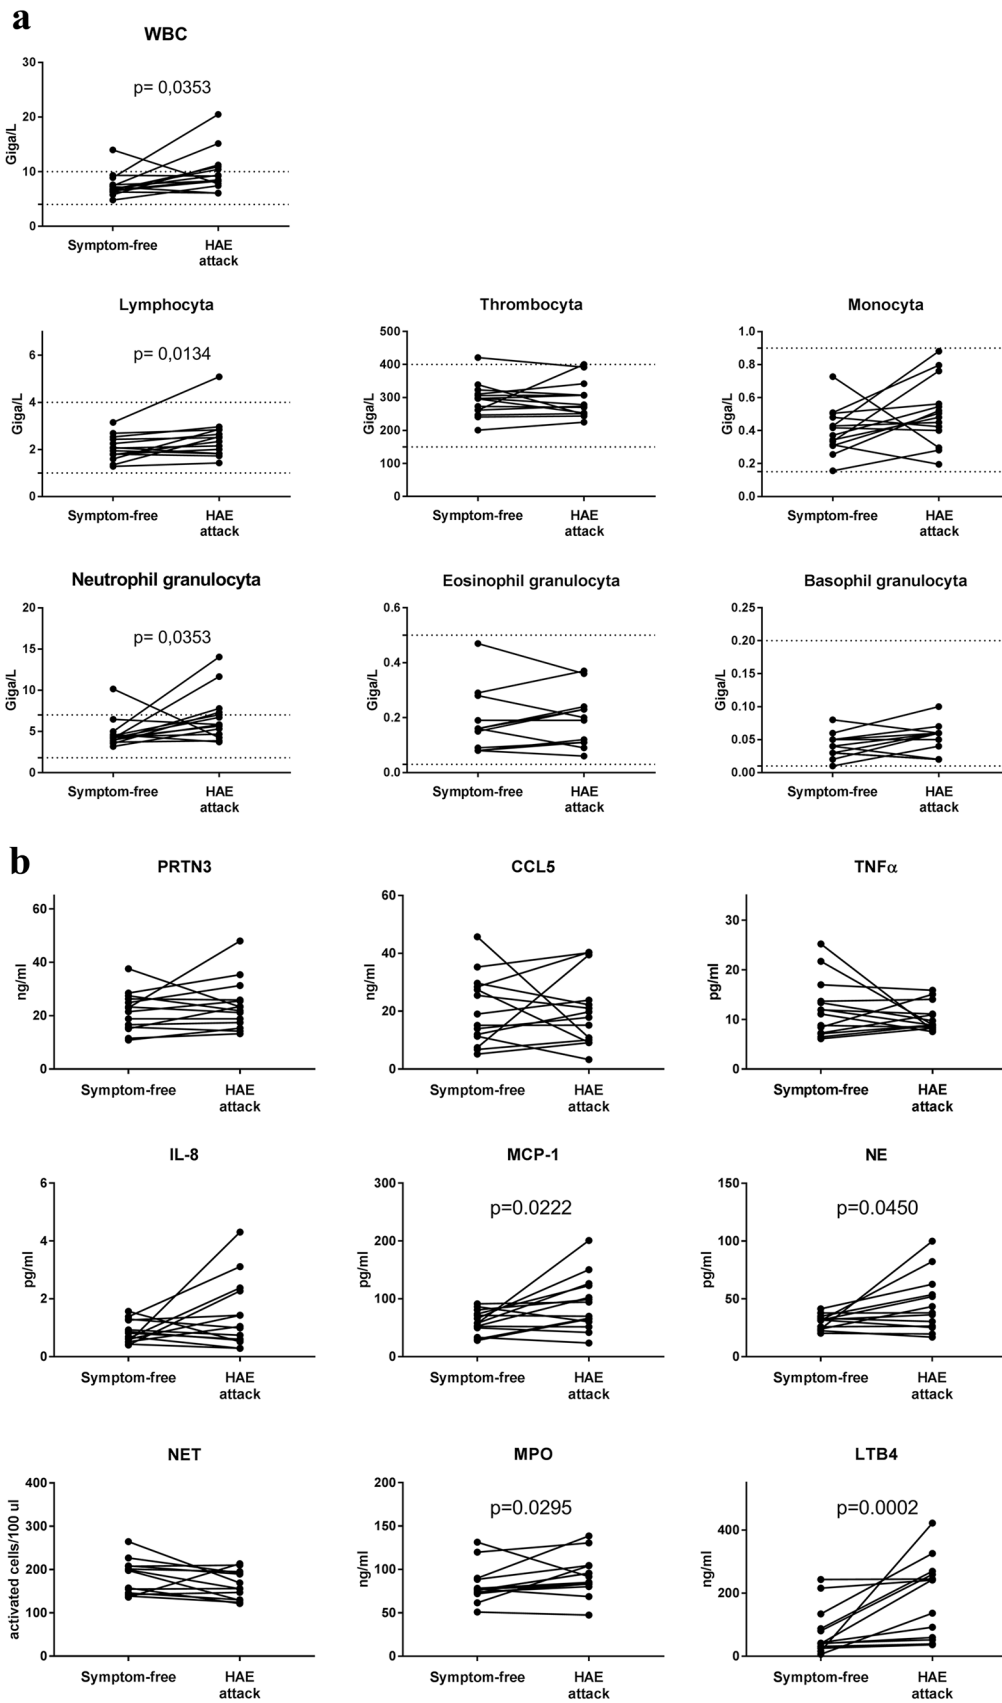 a
WBC
30
p= 0,0353
20
Giga/L
10
0
Symptom-free
HAE
attack
Lymphocyta
6
p= 0,0134
4
Giga/L
2
0
Symptom-free
HAE
attack
Thrombocyta
500
400
300
Giga/L
200
100
0
Symptom-free
HAE
attack
Monocyta
1.0
0.8
0.6
Giga/L
0.4
0.2
0.0
Symptom-free
HAE
attack
Neutrophil granulocyta
20
p= 0,0353
15
10
Giga/L
5
0
Symptom-free
HAE
attack
Eosinophil granulocyta
0.6
0.4
Giga/L
0.2
0.0
Symptom-free
HAE
attack
Basophil granulocyta
0.25
0.20
0.15
Giga/L
0.10
0.05
0.00
Symptom-free
HAE
attack
b
PRTN3
60
40
ng/ml
20
0
Symptom-free
HAE
attack
CCL5
60
40
ng/ml
20
0
Symptom-free
HAE
attack
TNFα
30
20
pg/ml
10
0
Symptom-free
HAE
attack
IL-8
6
4
pg/ml
2
0
Symptom-free
HAE
attack
MCP-1
300
p=0.0222
200
ng/ml
100
0
Symptom-free
HAE
attack
NE
150
p=0.0450
100
pg/ml
50
0
Symptom-free
HAE
attack
NET
400
300
activated cells/100 ul
200
100
0
Symptom-free
HAE
attack
MPO
200
p=0.0295
150
ng/ml
100
50
0
Symptom-free
HAE
attack
LTB4
p=0.0002
400
ng/ml
200
0
Symptom-free
HAE
attack